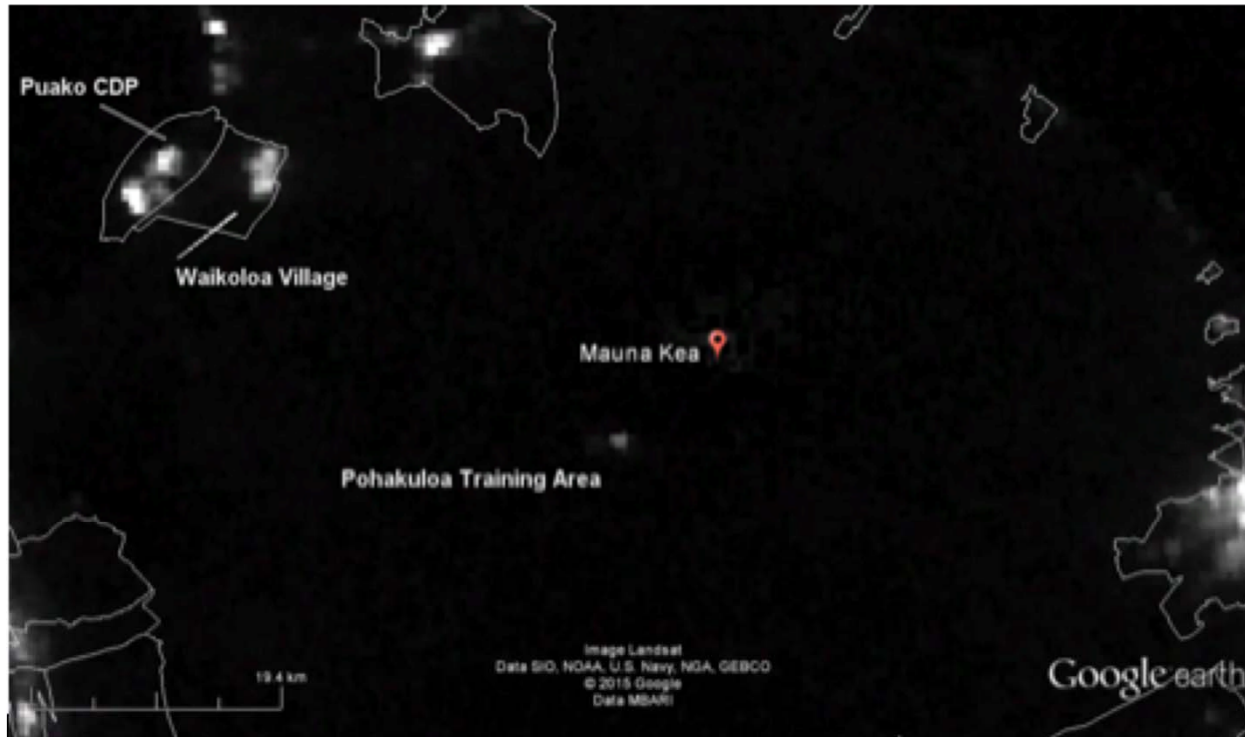 Puako CDP
Waikoloa Village
Mauna Kea
Pohakuloa Training Area
19.4 km
Image Landsat
Data SIO, NOAA, U.S. Navy, NGA, GEBCO
© 2015 Google
Data MBARI
Google earth